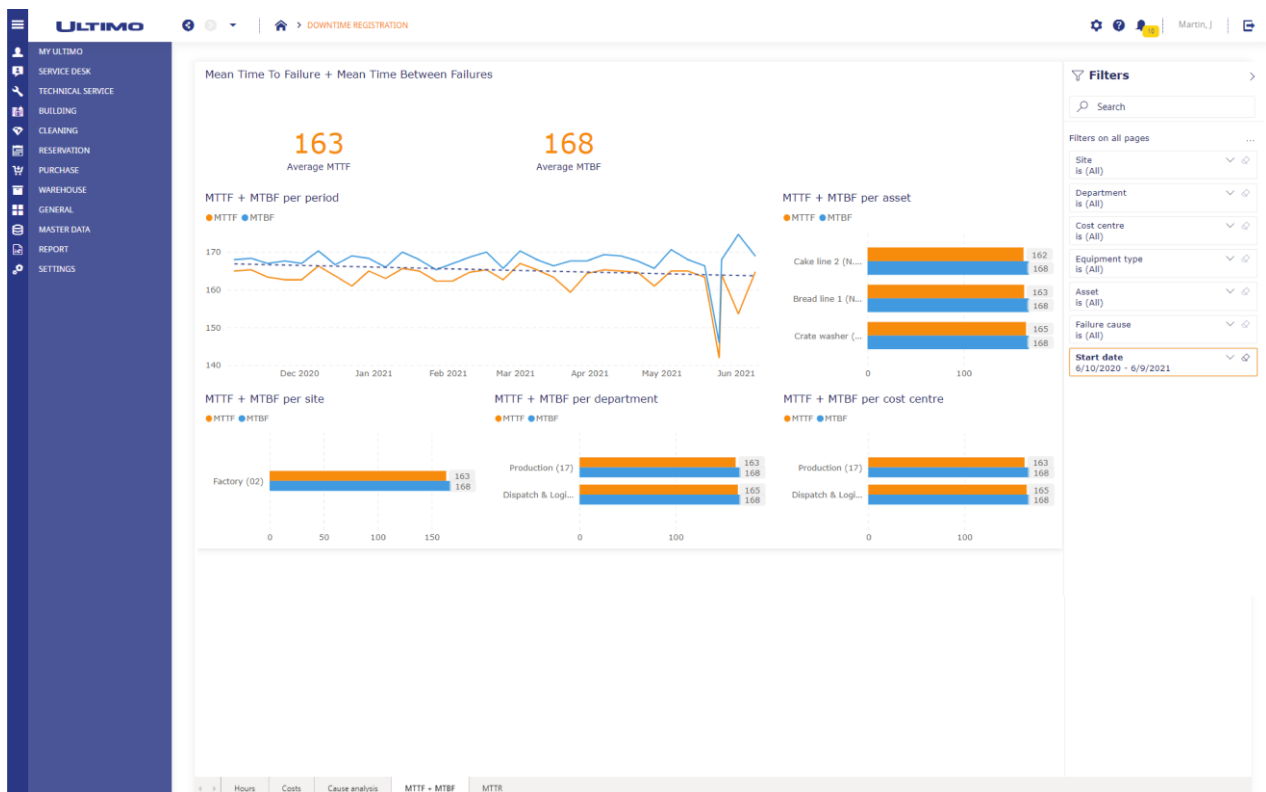 ULTIMO
DOWNTIME REGISTRATION
Martin, J
MY ULTIMO
SERVICE DESK
TECHNICAL SERVICE
BUILDING
CLEANING
RESERVATION
PURCHASE
WAREHOUSE
GENERAL
MASTER DATA
REPORT
SETTINGS
Mean Time To Failure + Mean Time Between Failures
163
Average MTTF
168
Average MTBF
MTTF + MTBF per period
MTTF MTBF
170
160
150
140
Dec 2020 Jan 2021 Feb 2021 Mar 2021 Apr 2021 May 2021 Jun 2021
MTTF + MTBF per asset
MTTF MTBF
Cake line 2 (N... 162
168
Bread line 1 (N... 163
168
Crate washer (... 165
168
0 100
MTTF + MTBF per site
MTTF MTBF
Factory (02) 163
168
0 50 100 150
MTTF + MTBF per department
MTTF MTBF
Production (17) 163
168
Dispatch & Logi... 165
168
0 100
MTTF + MTBF per cost centre
MTTF MTBF
Production (17) 163
168
Dispatch & Logi... 165
168
0 100
Filters
Search
Filters on all pages ...
Site
is (All)
Department
is (All)
Cost centre
is (All)
Equipment type
is (All)
Asset
is (All)
Failure cause
is (All)
Start date
6/10/2020 - 6/9/2021
Hours Costs Cause analysis MTTF + MTBF MTTR